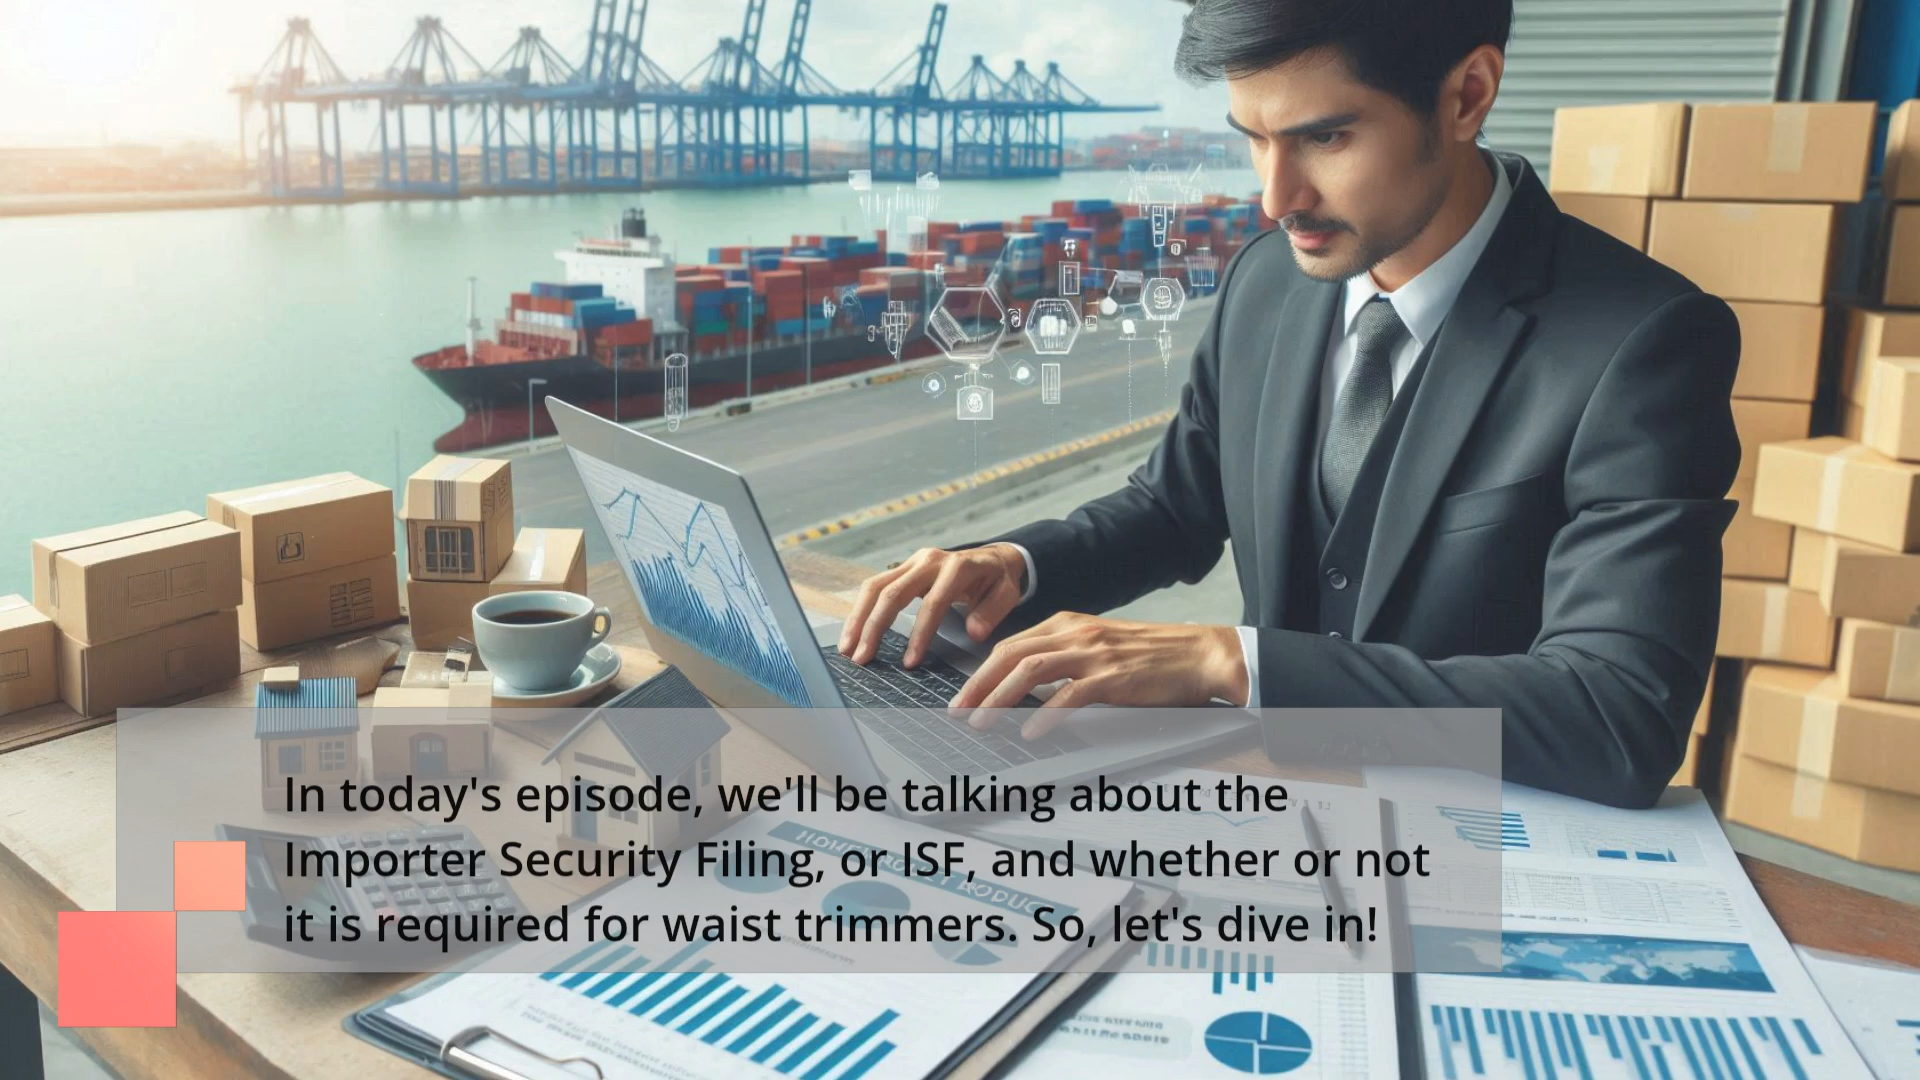 In today's episode, we'll be talking about the
Importer Security Filing, or ISF, and whether or not
it is required for waist trimmers. So, let's dive in!